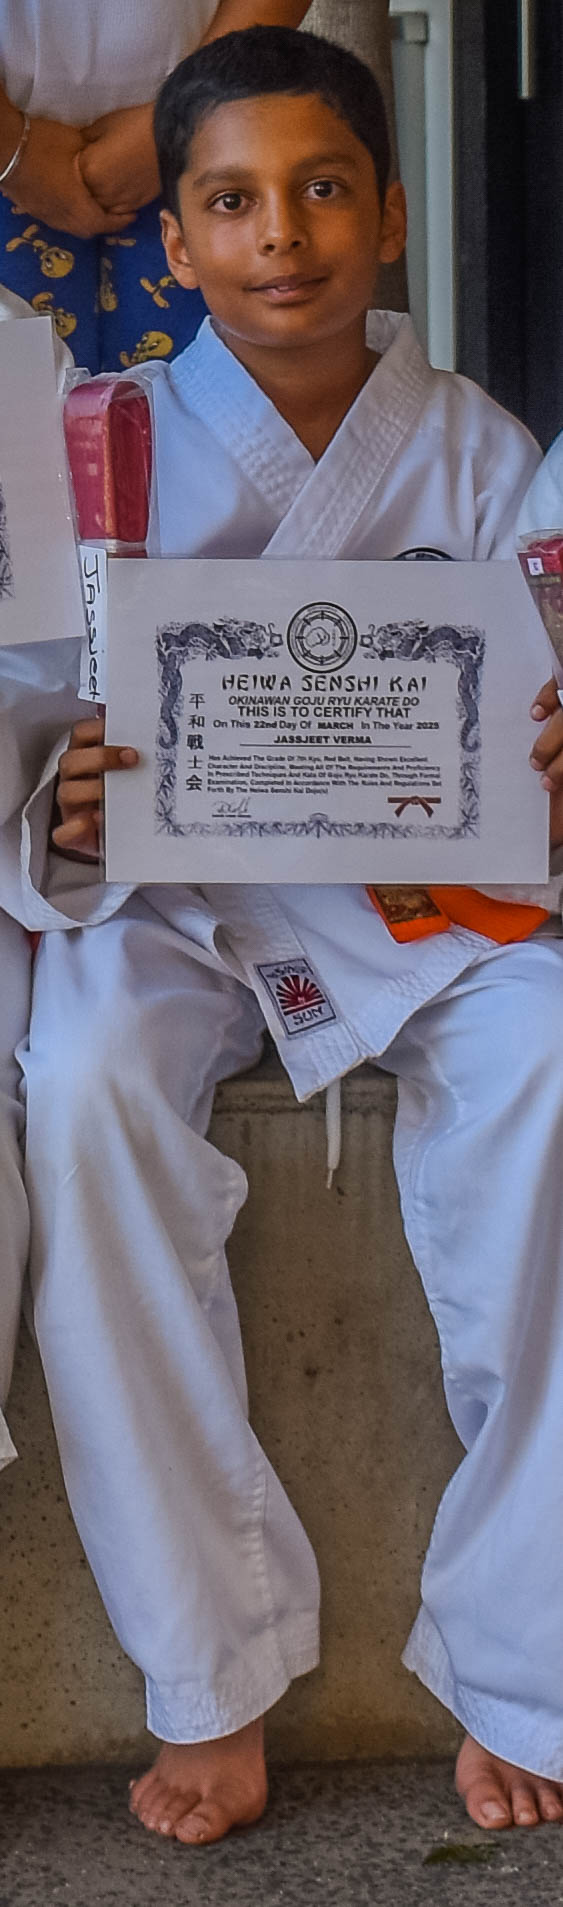 JASSJeet
HEIWA SENSHI KAI
OKINAWAN GOJU RYU KARATE DO
THIS IS TO CERTIFY THAT
On This 22nd Day Of MARCH In The Year 2025
JASSJEET VERMA
Has Achieved The Grade Of 7th Kyu, Red Belt, Having Shown Excellent
Character And Discipline, Meeting All Of The Requirements And Proficiency
In Prescribed Techniques And Kata Of Goju Ryu Karate Do, Through Formal
Examination, Completed In Accordance With The Rules And Regulations Set
Forth By The Heiwa Senshi Kai Dojo(s)
平和戦士会
SUN